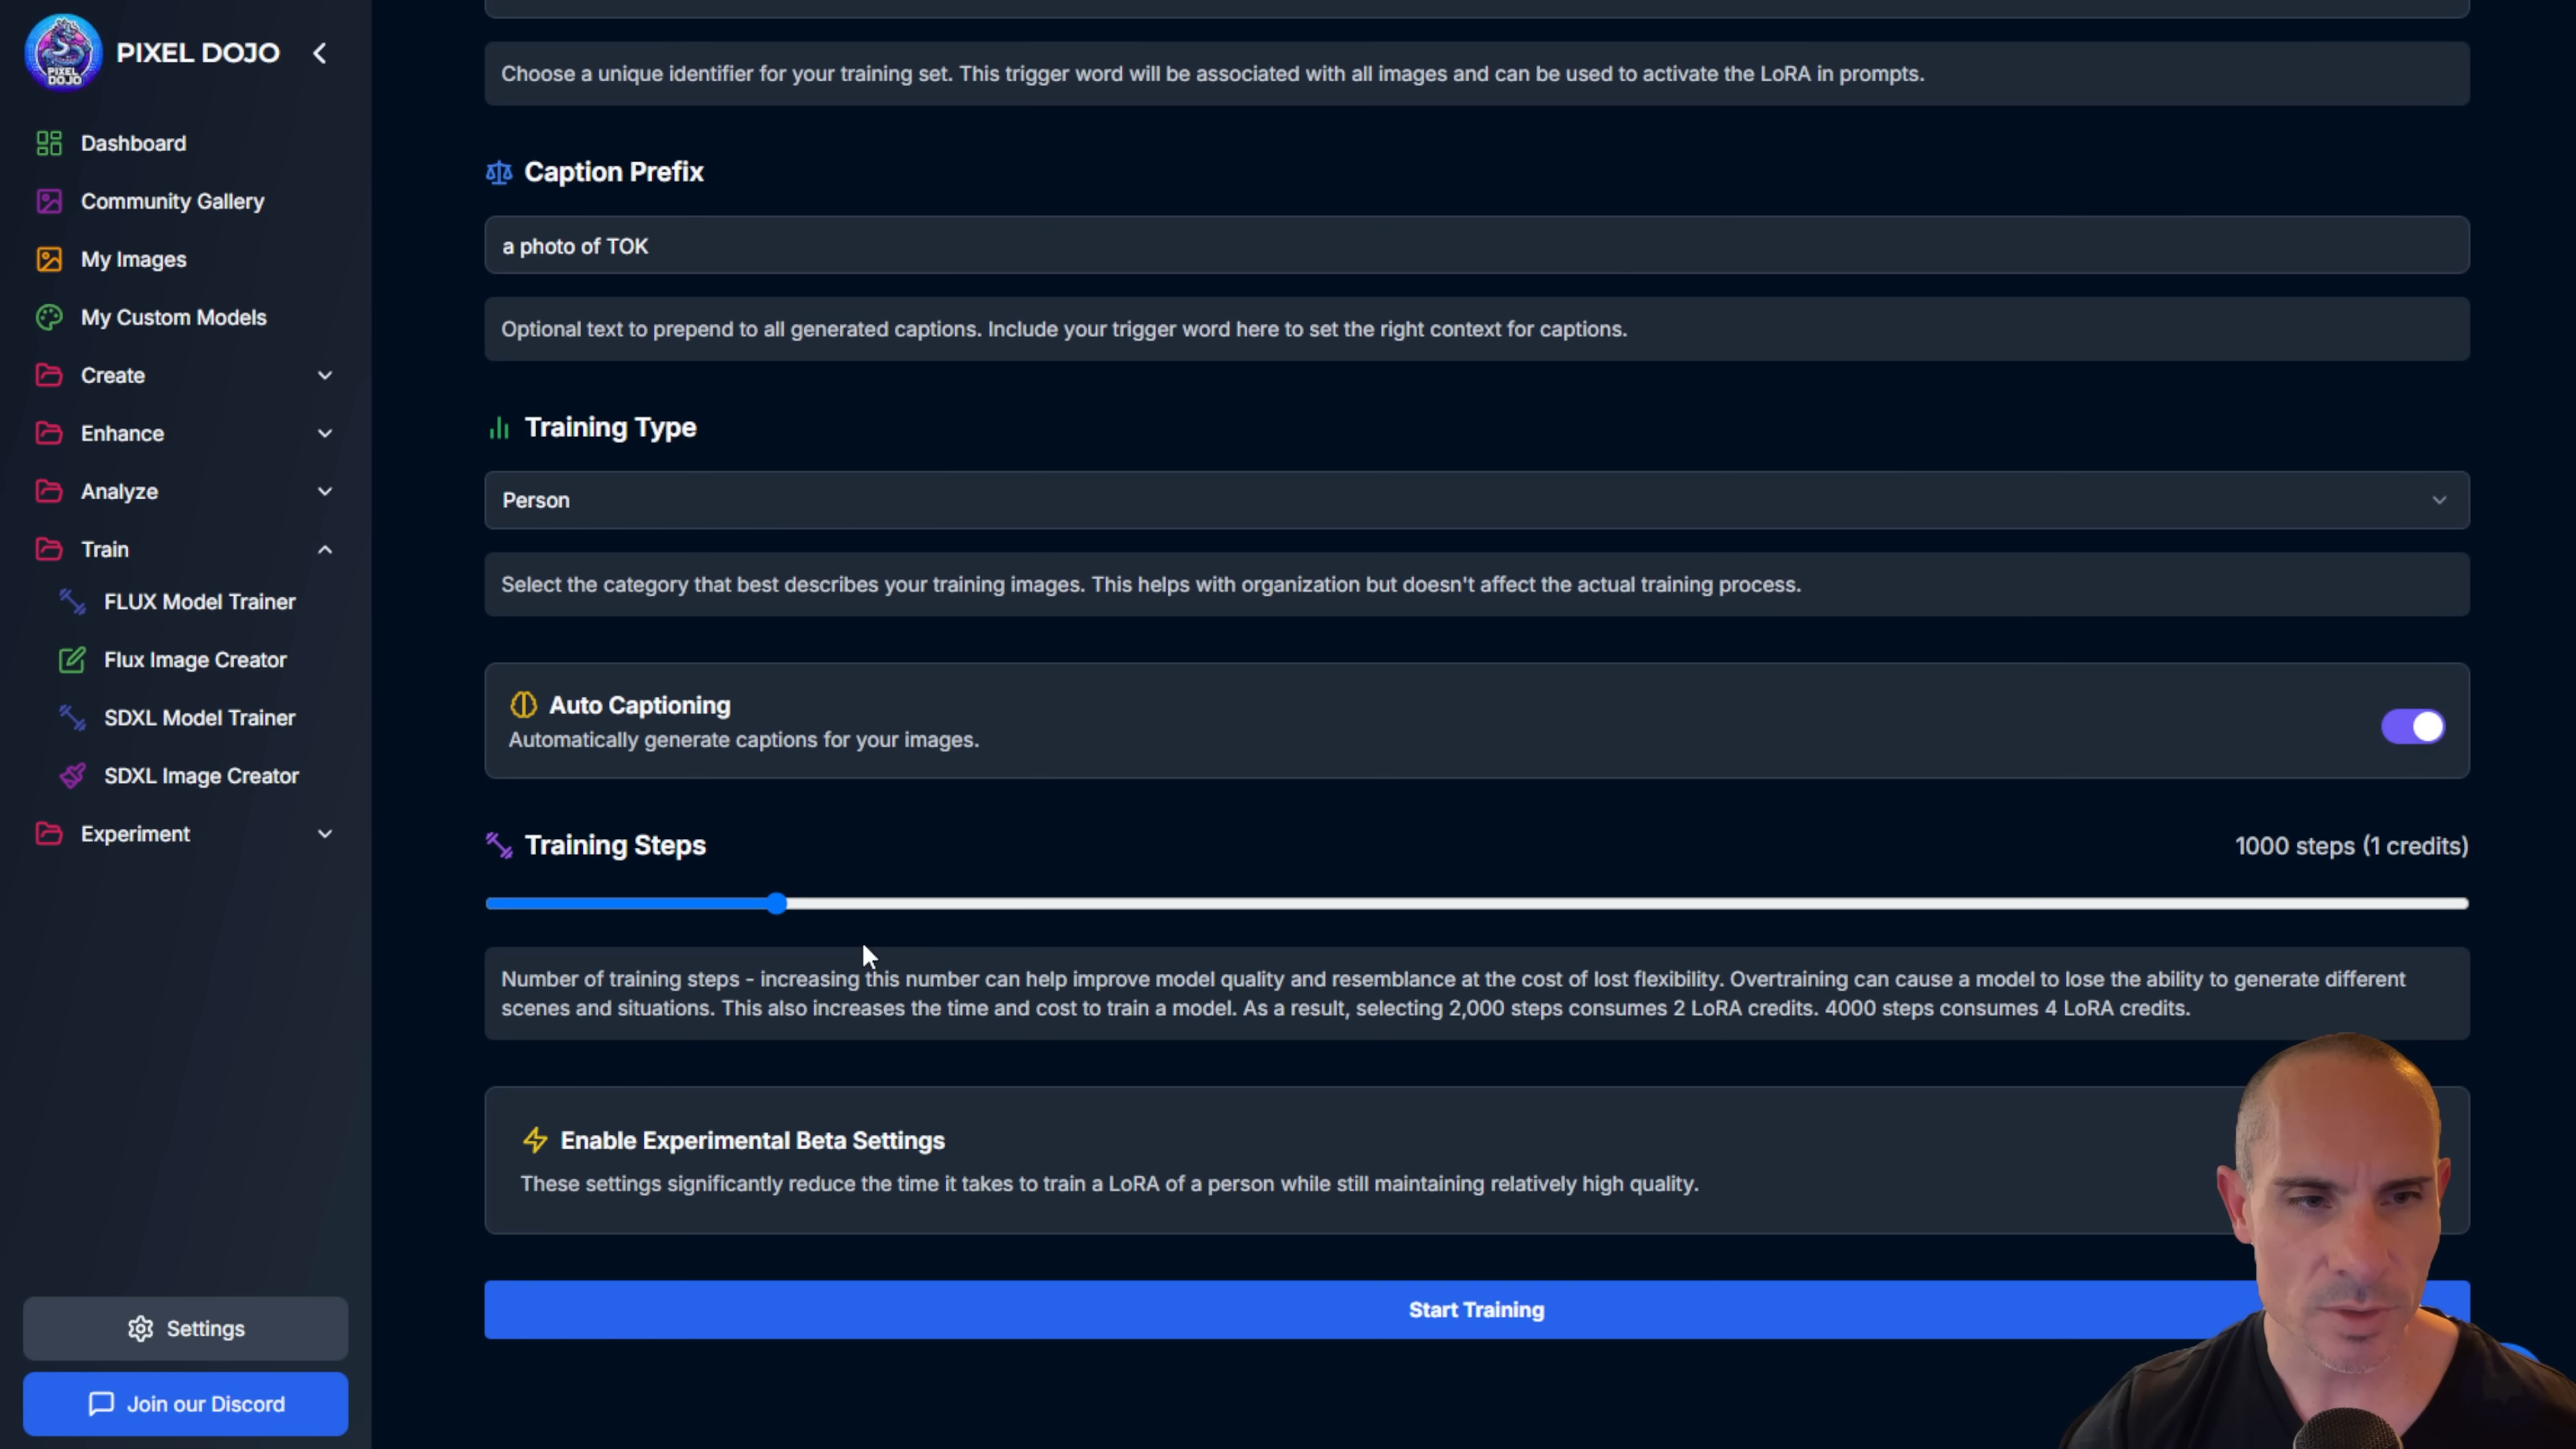 PIXEL DOJO
PIXEL
DOJO
Dashboard
Community Gallery
My Images
My Custom Models
Create
Enhance
Analyze
Train
FLUX Model Trainer
Flux Image Creator
SDXL Model Trainer
SDXL Image Creator
Experiment
Settings
Join our Discord
Choose a unique identifier for your training set. This trigger word will be associated with all images and can be used to activate the LoRA in prompts.
Caption Prefix
a photo of TOK
Optional text to prepend to all generated captions. Include your trigger word here to set the right context for captions.
Training Type
Person
Select the category that best describes your training images. This helps with organization but doesn't affect the actual training process.
Auto Captioning
Automatically generate captions for your images.
Training Steps
1000 steps (1 credits)
Number of training steps - increasing this number can help improve model quality and resemblance at the cost of lost flexibility. Overtraining can cause a model to lose the ability to generate different
scenes and situations. This also increases the time and cost to train a model. As a result, selecting 2,000 steps consumes 2 LoRA credits. 4000 steps consumes 4 LoRA credits.
Enable Experimental Beta Settings
These settings significantly reduce the time it takes to train a LoRA of a person while still maintaining relatively high quality.
Start Training